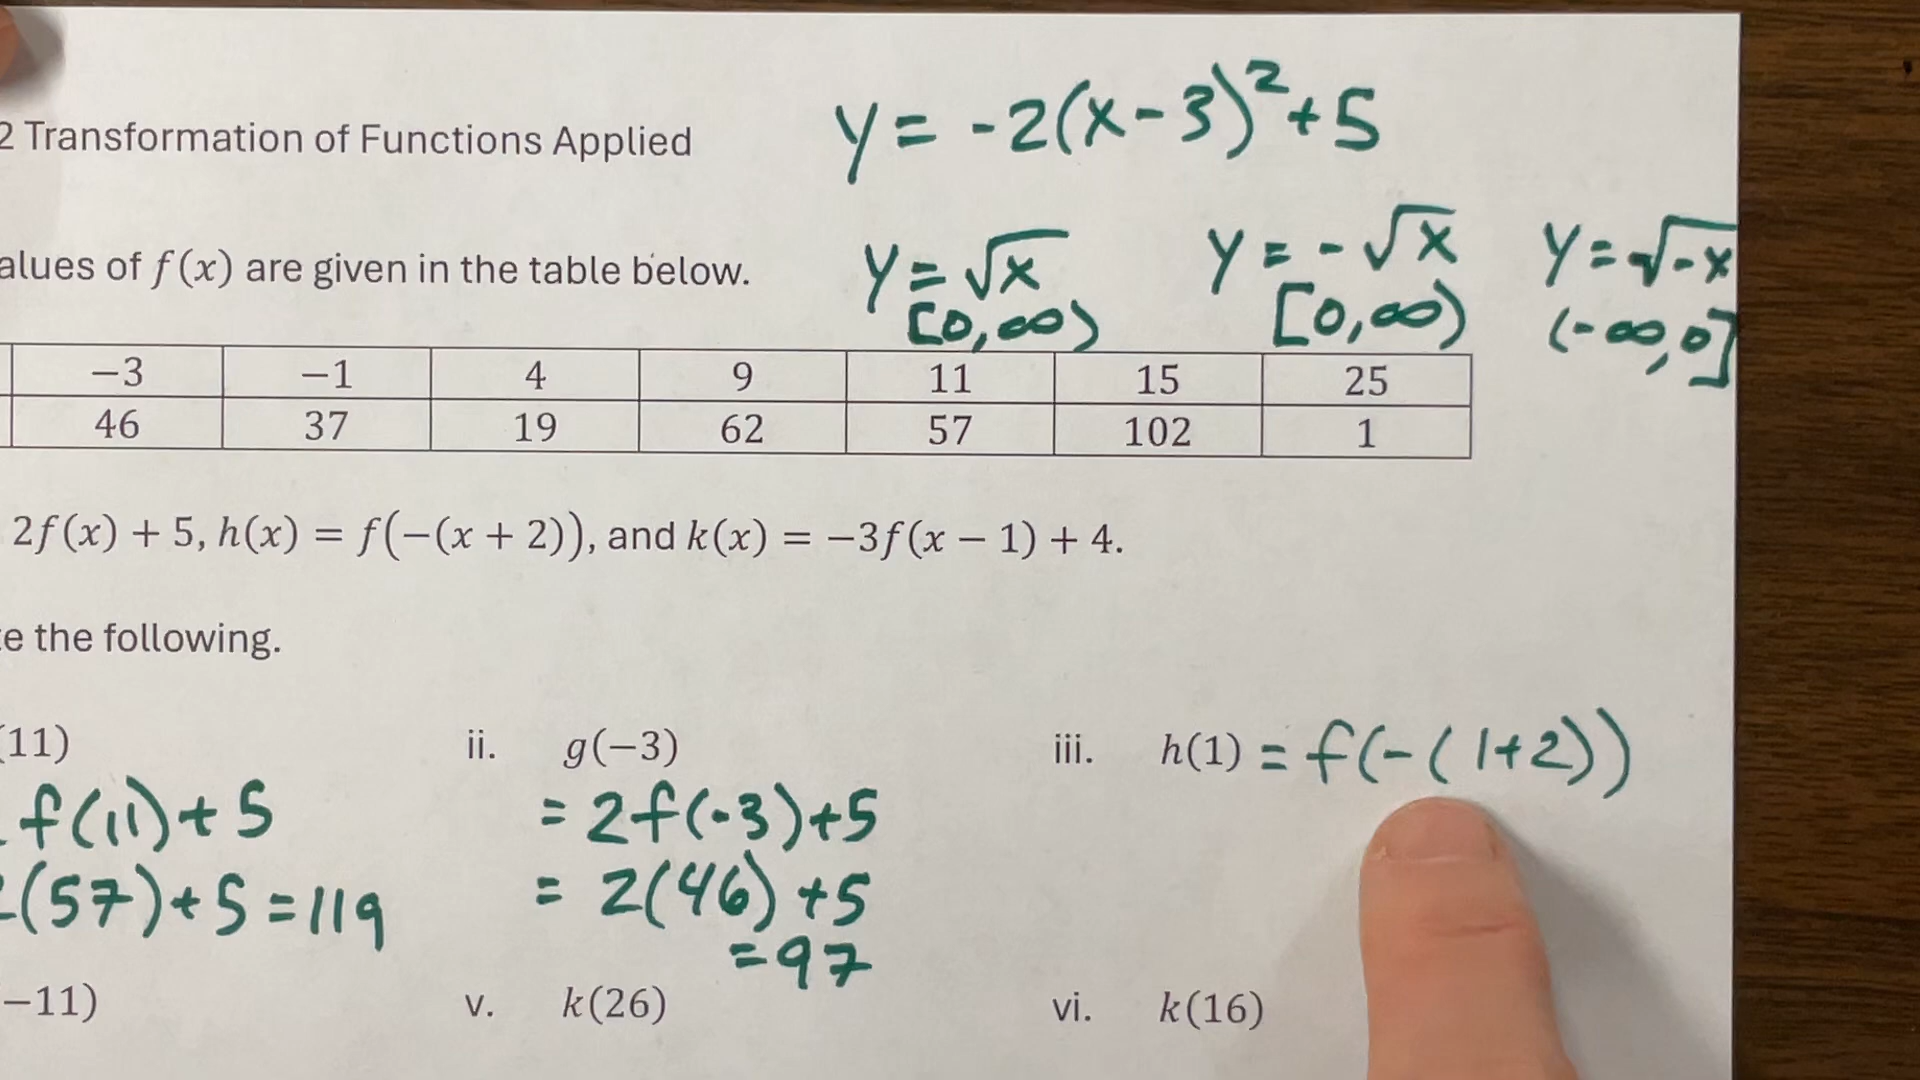 2 Transformation of Functions Applied
y = -2(x-3)²+5
alues of f(x) are given in the table below.
y=√x
y=-√x
y=√-x
[0,∞)
[0,∞)
(-∞,0]
−3 −1 4 9 11 15 25
46 37 19 62 57 102 1
2f(x) + 5, h(x) = f(−(x + 2)), and k(x) = −3f(x − 1) + 4.
e the following.
(11)
ii. g(−3)
iii. h(1) = f(-(1+2))
f(11)+5
= 2f(-3)+5
(57)+5=119
= 2(46)+5
=97
−11)
v. k(26)
vi. k(16)